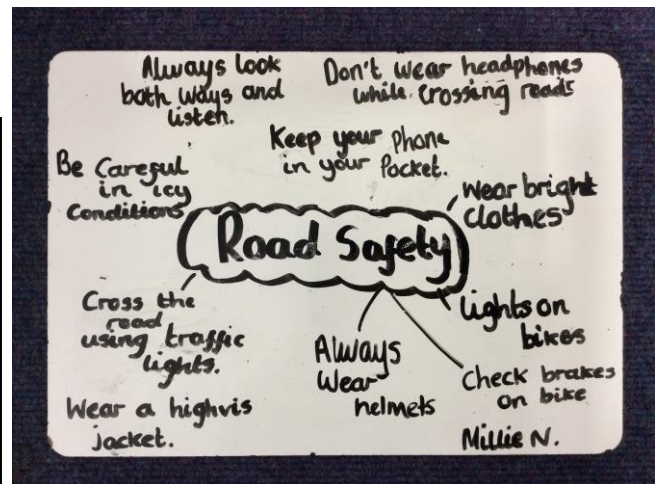 Always Look
both ways and
listen.
Don't wear headphones
while crossing roads
Keep your Phone
in your Pocket.
Be Careful
in icy
Conditions
Wear bright
clothes
Road Safety
Cross the
road
using traffic
lights.
lights on
bikes
Always
Wear
helmets
Check brakes
on bike
Wear a highvis
jacket.
Millie N.